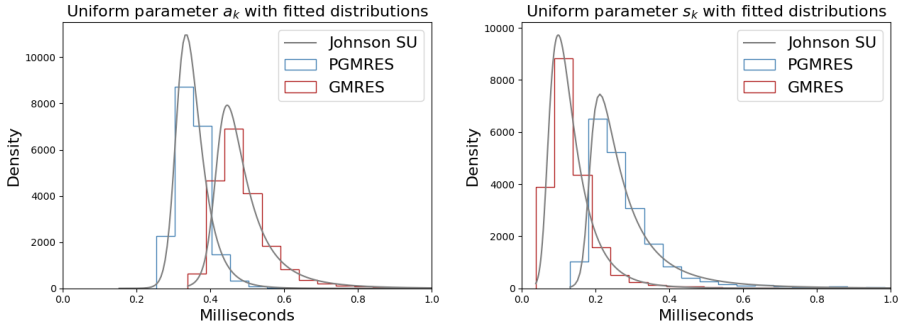 Uniform parameter a_k with fitted distributions
Density
10000
8000
6000
4000
2000
0
Johnson SU
PGMRES
GMRES
0.0 0.2 0.4 0.6 0.8 1.0
Milliseconds
Uniform parameter s_k with fitted distributions
Density
10000
8000
6000
4000
2000
0
Johnson SU
PGMRES
GMRES
0.0 0.2 0.4 0.6 0.8 1.0
Milliseconds